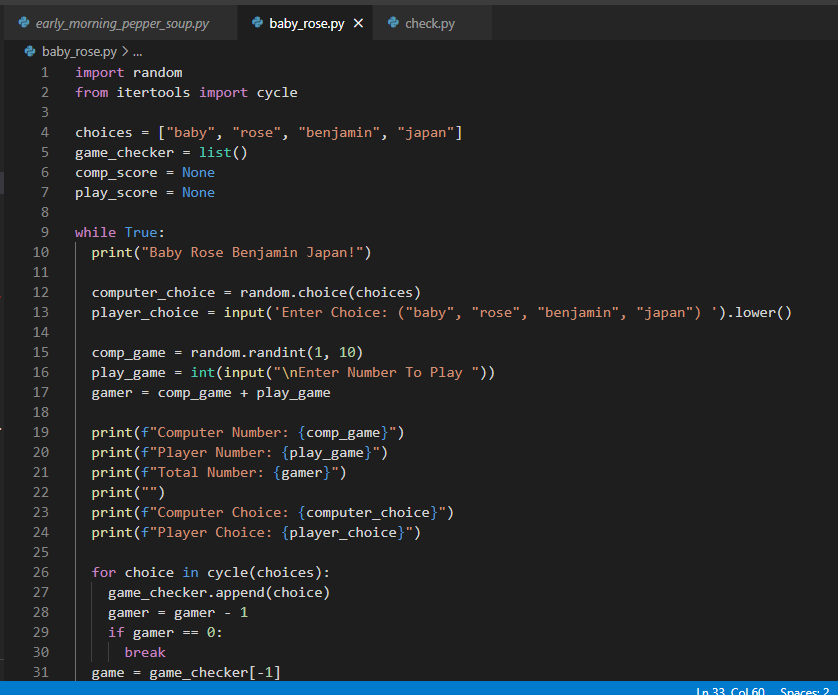 early_morning_pepper_soup.py baby_rose.py × check.py
baby_rose.py > ...
1 import random
2 from itertools import cycle
3
4 choices = ["baby", "rose", "benjamin", "japan"]
5 game_checker = list()
6 comp_score = None
7 play_score = None
8
9 while True:
10   print("Baby Rose Benjamin Japan!")
11
12   computer_choice = random.choice(choices)
13   player_choice = input('Enter Choice: ("baby", "rose", "benjamin", "japan") ').lower()
14
15   comp_game = random.randint(1, 10)
16   play_game = int(input("\nEnter Number To Play "))
17   gamer = comp_game + play_game
18
19   print(f"Computer Number: {comp_game}")
20   print(f"Player Number: {play_game}")
21   print(f"Total Number: {gamer}")
22   print("")
23   print(f"Computer Choice: {computer_choice}")
24   print(f"Player Choice: {player_choice}")
25
26   for choice in cycle(choices):
27     game_checker.append(choice)
28     gamer = gamer - 1
29     if gamer == 0:
30       break
31   game = game_checker[-1]
Ln 33, Col 60 Spaces: 2